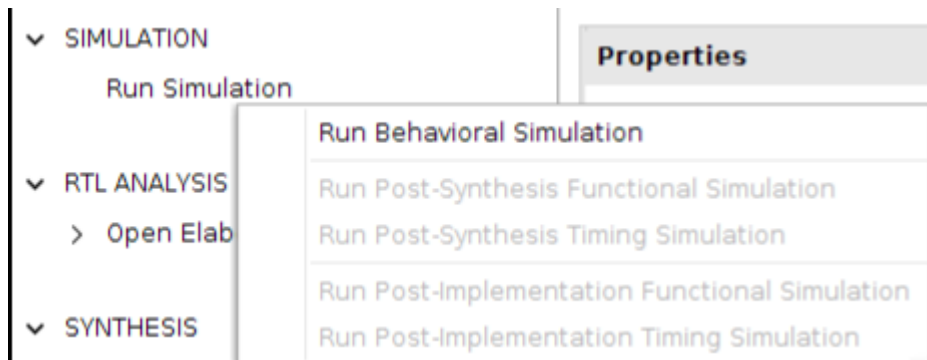 SIMULATION
Properties
Run Simulation
Run Behavioral Simulation
RTL ANALYSIS
Run Post-Synthesis Functional Simulation
Open Elab
Run Post-Synthesis Timing Simulation
Run Post-Implementation Functional Simulation
SYNTHESIS
Run Post-Implementation Timing Simulation